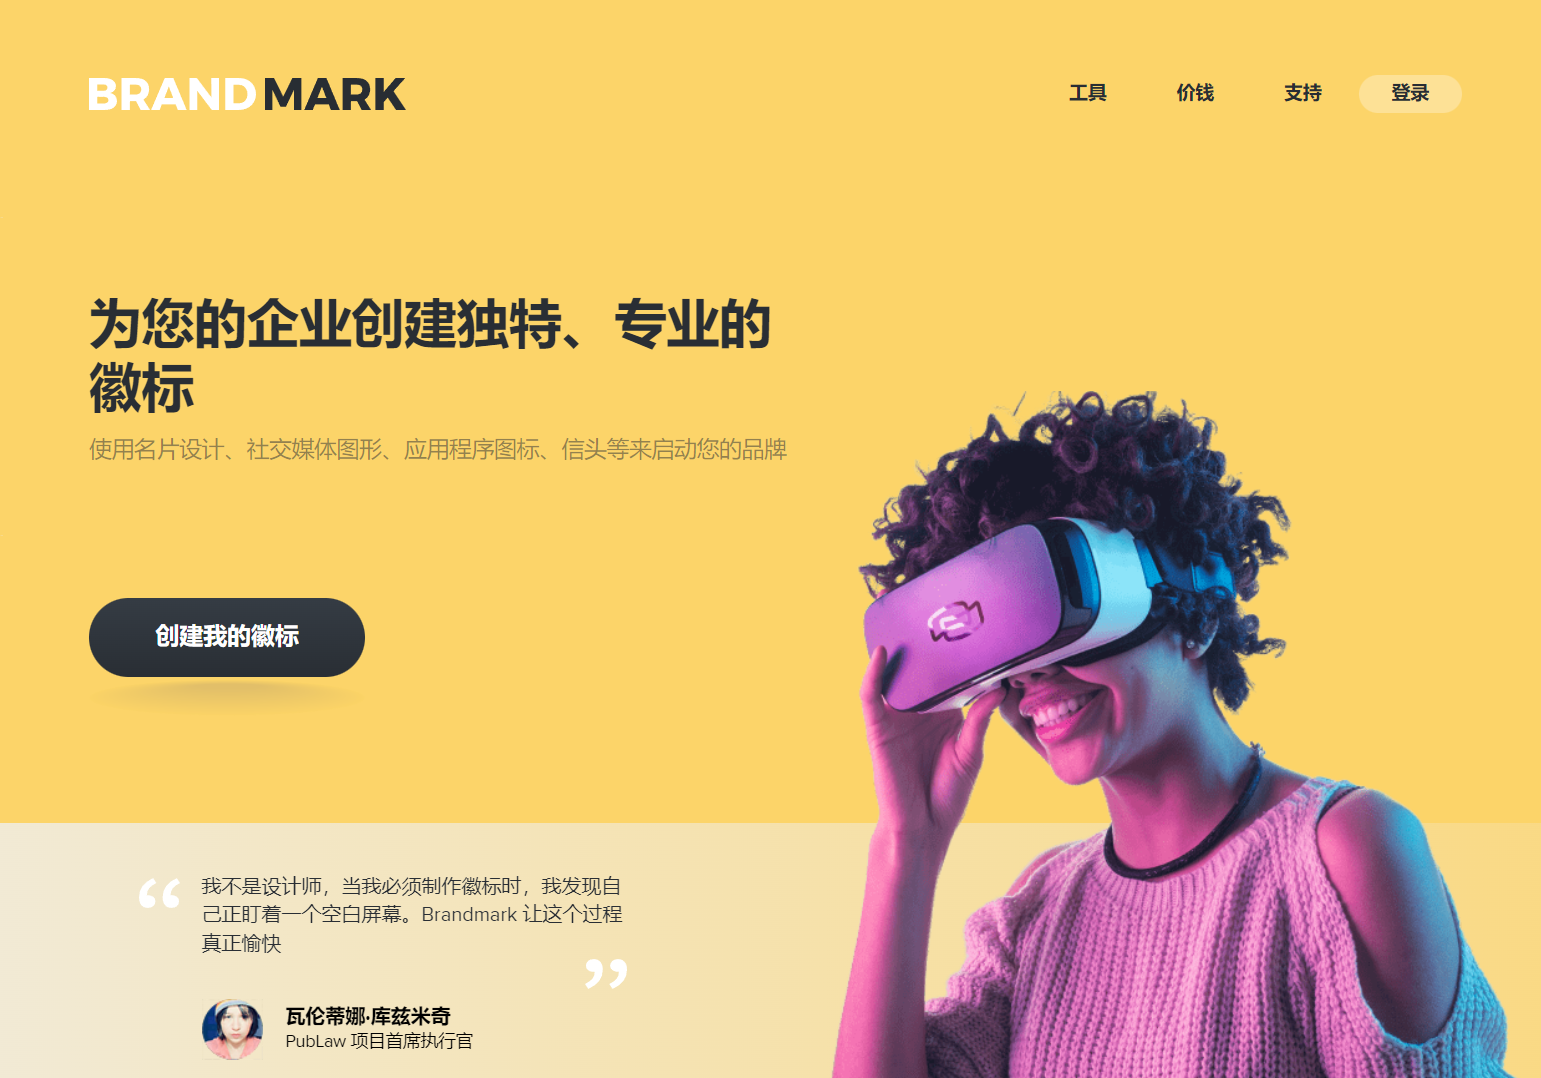 BRANDMARK
工具 价钱 支持 登录
为您的企业创建独特、专业的
徽标
使用名片设计、社交媒体图形、应用程序图标、信头等来启动您的品牌
创建我的徽标
“我不是设计师，当我必须制作徽标时，我发现自
己正盯着一个空白屏幕。Brandmark 让这个过程
真正愉快
”
瓦伦蒂娜·库兹米奇
PubLaw 项目首席执行官